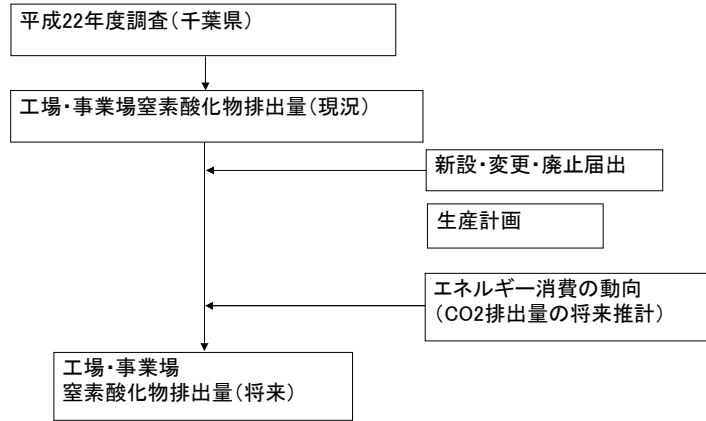 平成22年度調査(千葉県)
工場・事業場窒素酸化物排出量(現況)
新設・変更・廃止届出
生産計画
エネルギー消費の動向
(CO2排出量の将来推計)
工場・事業場
窒素酸化物排出量(将来)